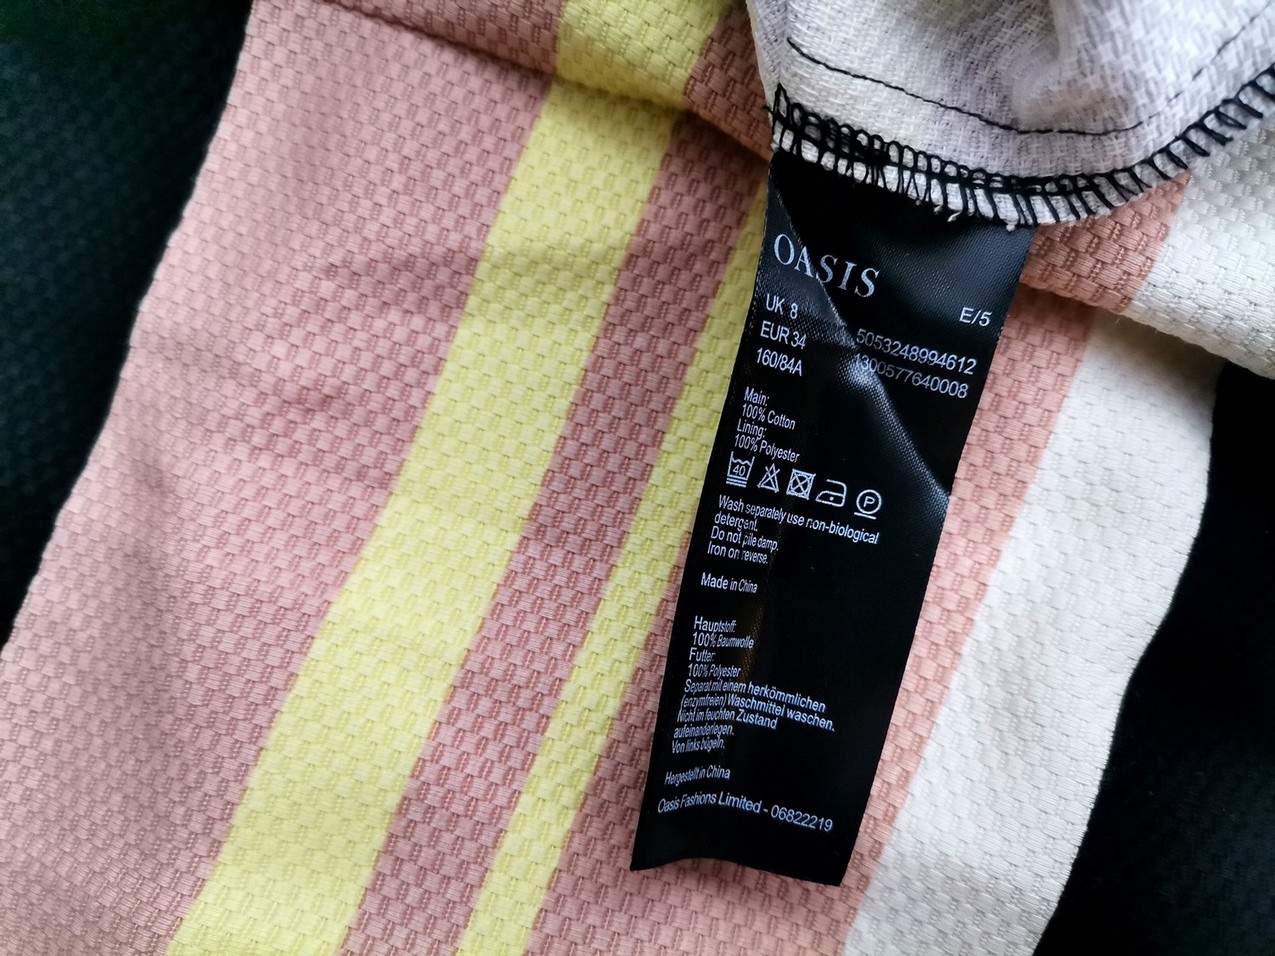 OASIS
UK 8
E/5
EUR 34
5053248994612
160/84A
1300577640008
Main:
100% Cotton
Lining:
100% Polyester
40
P
Wash separately use non-biological
detergent.
Do not pile damp.
Iron on reverse.
Made in China
Hauptstoff:
100% Baumwolle
Futter:
100% Polyester
Separat mit einem herkömmlichen
(enzymfreien) Waschmittel waschen.
Nicht im feuchten Zustand
aufeinanderlegen.
Von links bügeln.
Hergestellt in China
Oasis Fashions Limited - 06822219